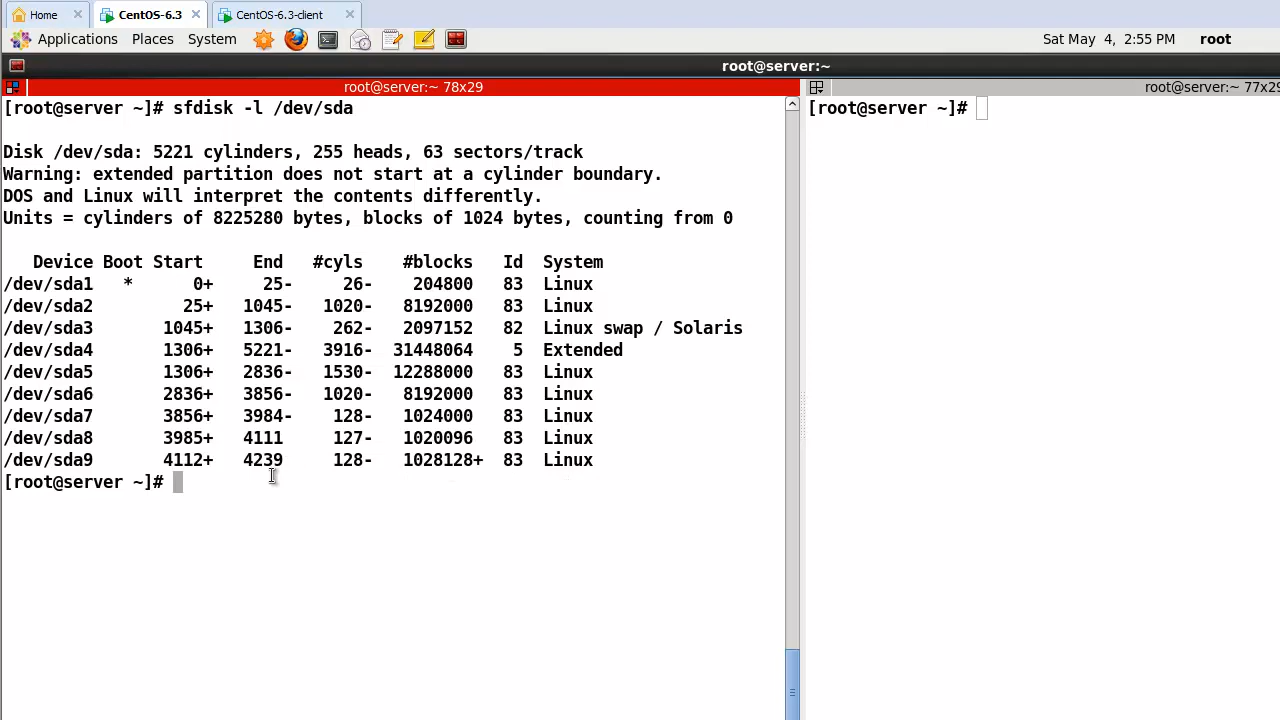 Home CentOS-6.3 CentOS-6.3-client
Applications Places System Sat May 4, 2:55 PM root
root@server:~
root@server:~ 78x29 root@server:~ 77x29
[root@server ~]# sfdisk -l /dev/sda [root@server ~]#
Disk /dev/sda: 5221 cylinders, 255 heads, 63 sectors/track
Warning: extended partition does not start at a cylinder boundary.
DOS and Linux will interpret the contents differently.
Units = cylinders of 8225280 bytes, blocks of 1024 bytes, counting from 0
Device Boot Start End #cyls #blocks Id System
/dev/sda1 * 0+ 25- 26- 204800 83 Linux
/dev/sda2 25+ 1045- 1020- 8192000 83 Linux
/dev/sda3 1045+ 1306- 262- 2097152 82 Linux swap / Solaris
/dev/sda4 1306+ 5221- 3916- 31448064 5 Extended
/dev/sda5 1306+ 2836- 1530- 12288000 83 Linux
/dev/sda6 2836+ 3856- 1020- 8192000 83 Linux
/dev/sda7 3856+ 3984- 128- 1024000 83 Linux
/dev/sda8 3985+ 4111 127- 1020096 83 Linux
/dev/sda9 4112+ 4239 128- 1028128+ 83 Linux
[root@server ~]#